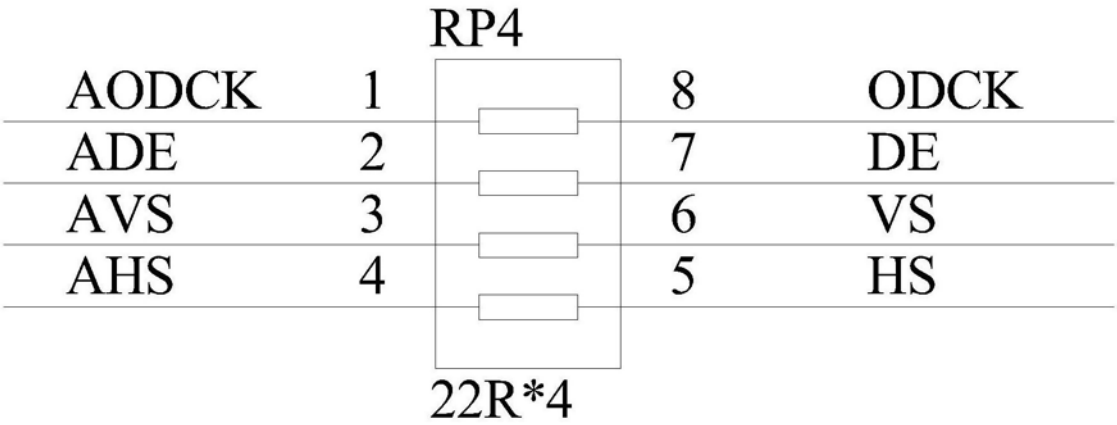 RP4
AODCK 1 8 ODCK
ADE 2 7 DE
AVS 3 6 VS
AHS 4 5 HS
22R*4